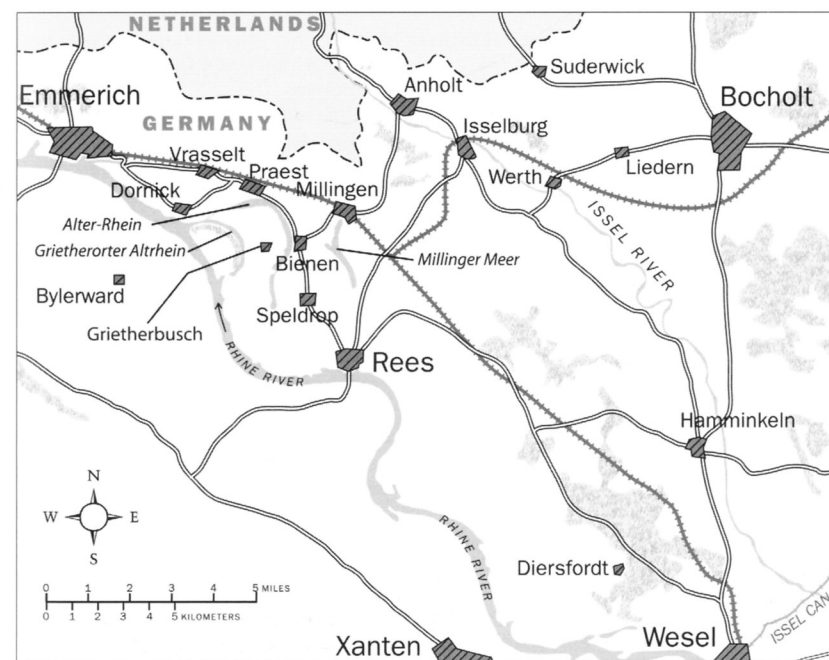 NETHERLANDS
Suderwick
Anholt
Emmerich
Bocholt
GERMANY
Isselburg
Vrasselt
Praest
Liedern
Werth
Millingen
Dornick
Alter-Rhein
ISSEL RIVER
Grietherorter Altrhein
Bienen
Millinger Meer
Bylerward
Speldrop
Grietherbusch
RHINE RIVER
Rees
Hamminkeln
N
W E
S
RHINE RIVER
Diersfordt
0 1 2 3 4 5 MILES
0 1 2 3 4 5 KILOMETERS
ISSEL CAN
Xanten
Wesel